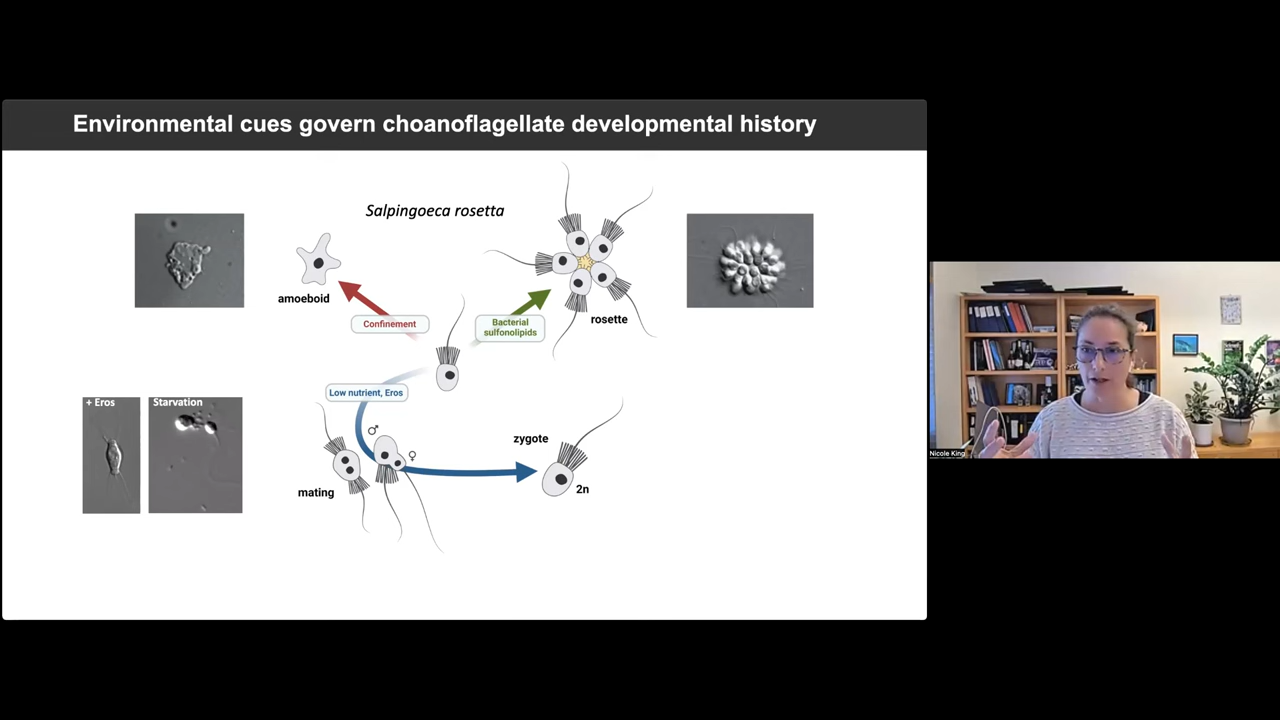 Environmental cues govern choanoflagellate developmental history
Salpingoeca rosetta
amoeboid
Confinement
Bacterial
sulfonolipids
rosette
Low nutrient, Eros
+ Eros
Starvation
♂
♀
mating
zygote
2n
Nicole King